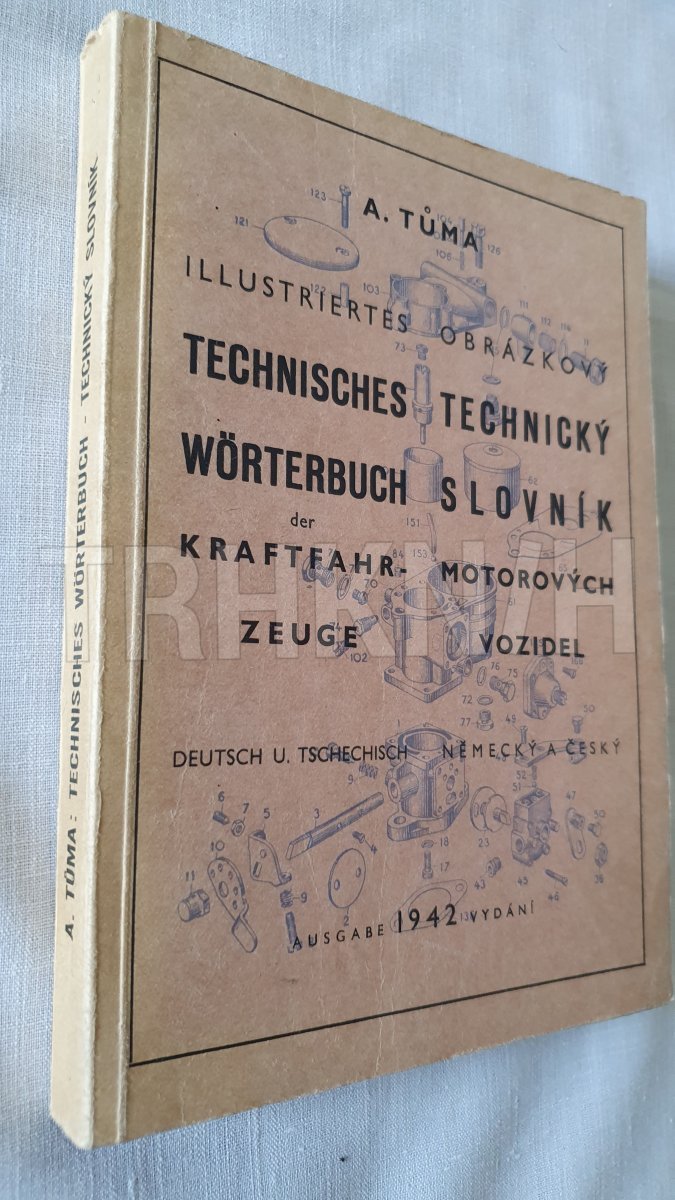 A. TŮMA: TECHNISCHES WÖRTERBUCH - TECHNICKÝ SLOVNÍK
A. TŮMA
ILLUSTRIERTES
TECHNISCHES
WÖRTERBUCH
der
KRAFTFAHR-
ZEUGE
DEUTSCH U. TSCHECHISCH
OBRÁZKOVÝ
TECHNICKÝ
SLOVNÍK
MOTOROVÝCH
VOZIDEL
NĚMECKÝ A ČESKÝ
AUSGABE 1942 VYDÁNÍ
TRHKNIH